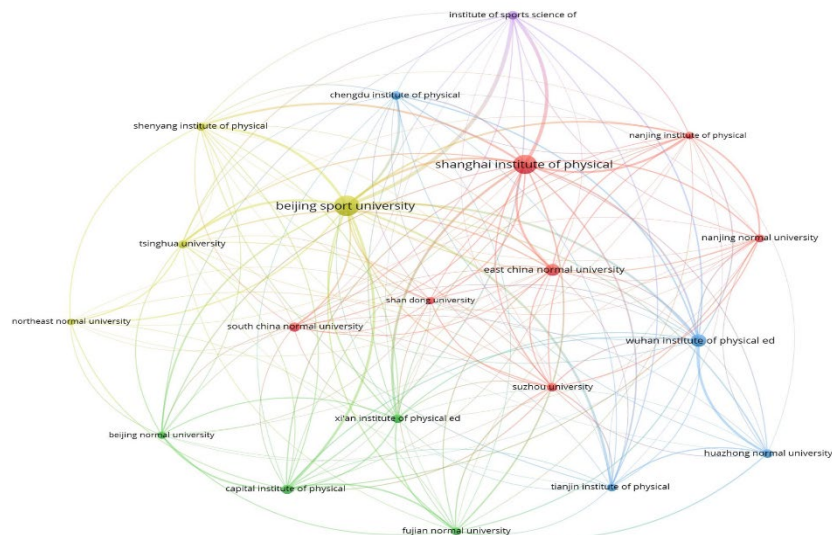 institute of sports science of
chengdu institute of physical
shenyang institute of physical
nanjing institute of physical
shanghai institute of physical
beijing sport university
tsinghua university
nanjing normal university
east china normal university
shan dong university
northeast normal university
south china normal university
wuhan institute of physical ed
suzhou university
xi'an institute of physical ed
beijing normal university
huazhong normal university
capital institute of physical
tianjin institute of physical
fujian normal university